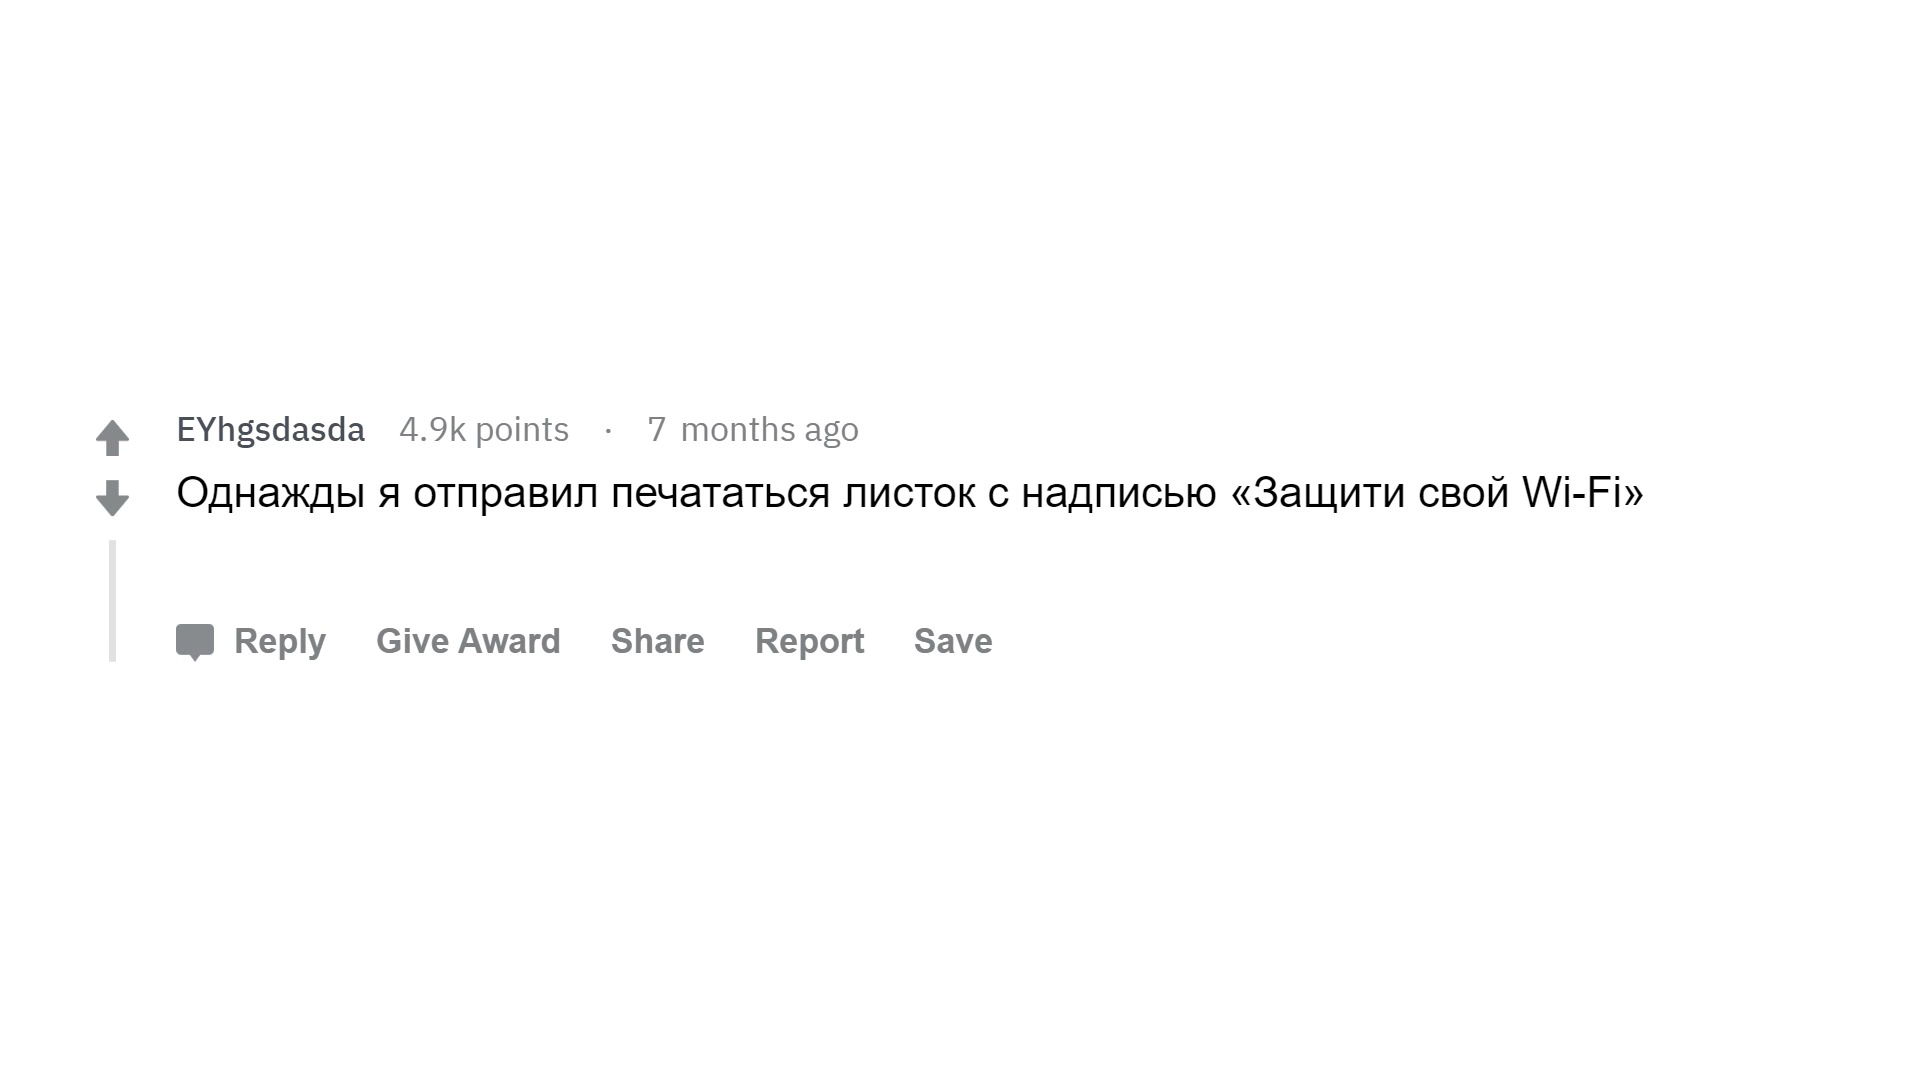 EYhgsdasda 4.9k points · 7 months ago
Однажды я отправил печататься листок с надписью «Защити свой Wi-Fi»
Reply Give Award Share Report Save